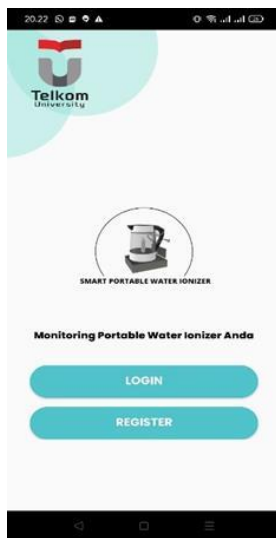 20.22
Telkom
University
SMART PORTABLE WATER IONIZER
Monitoring Portable Water Ionizer Anda
LOGIN
REGISTER